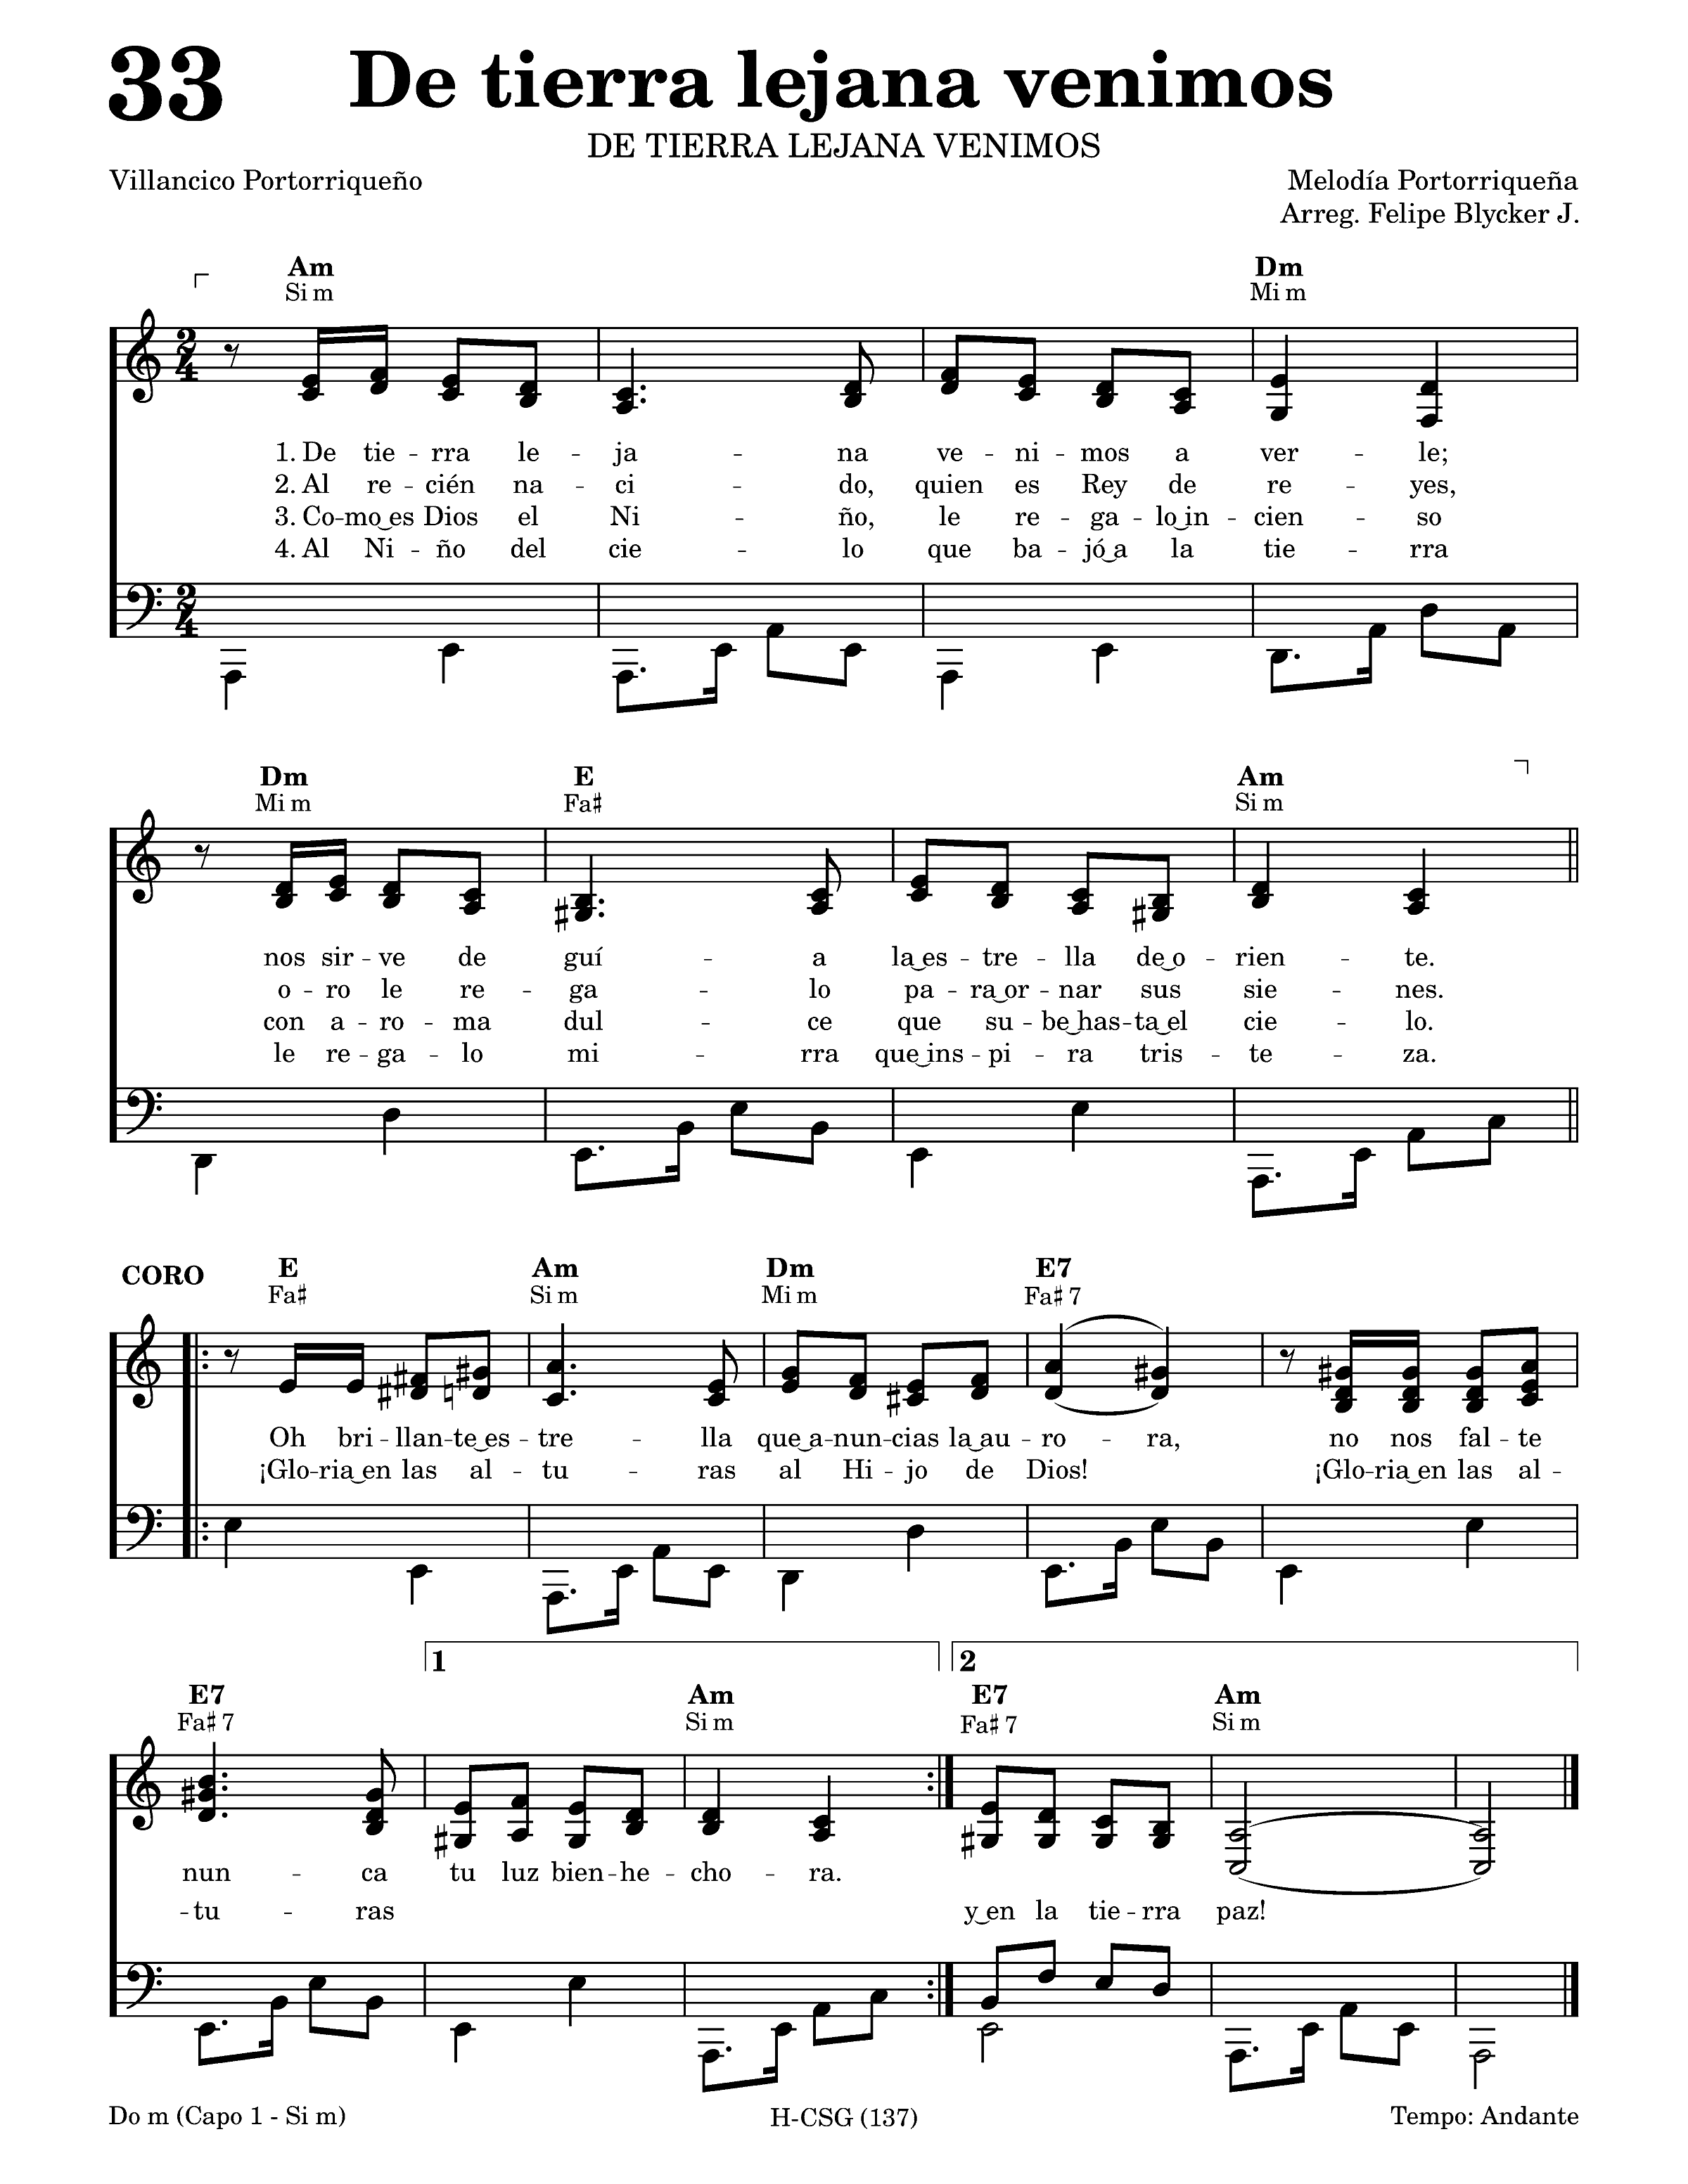 33 De tierra lejana venimos
DE TIERRA LEJANA VENIMOS
Villancico Portorriqueño Melodía Portorriqueña
Arreg. Felipe Blycker J.
Am Dm
Si m Mi m
1. De tie -- rra le -- ja -- na ve -- ni -- mos a ver -- le;
2. Al re -- cién na -- ci -- do, quien es Rey de re -- yes,
3. Co -- mo‿es Dios el Ni -- ño, le re -- ga -- lo‿in -- cien -- so
4. Al Ni -- ño del cie -- lo que ba -- jó‿a la tie -- rra
Dm E Am
Mi m Fa♯ Si m
nos sir -- ve de guí -- a la‿es -- tre -- lla de‿o -- rien -- te.
o -- ro le re -- ga -- lo pa -- ra‿or -- nar sus sie -- nes.
con a -- ro -- ma dul -- ce que su -- be‿has -- ta‿el cie -- lo.
le re -- ga -- lo mi -- rra que‿ins -- pi -- ra tris -- te -- za.
CORO E Am Dm E7
Fa♯ Si m Mi m Fa♯ 7
Oh bri -- llan -- te‿es -- tre -- lla que‿a -- nun -- cias la‿au -- ro -- ra, no nos fal -- te
¡Glo -- ria‿en las al -- tu -- ras al Hi -- jo de Dios! ¡Glo -- ria‿en las al --
1 2
E7 Am E7 Am
Fa♯ 7 Si m Fa♯ 7 Si m
nun -- ca tu luz bien -- he -- cho -- ra.
-- tu -- ras y‿en la tie -- rra paz!
Do m (Capo 1 - Si m) H-CSG (137) Tempo: Andante